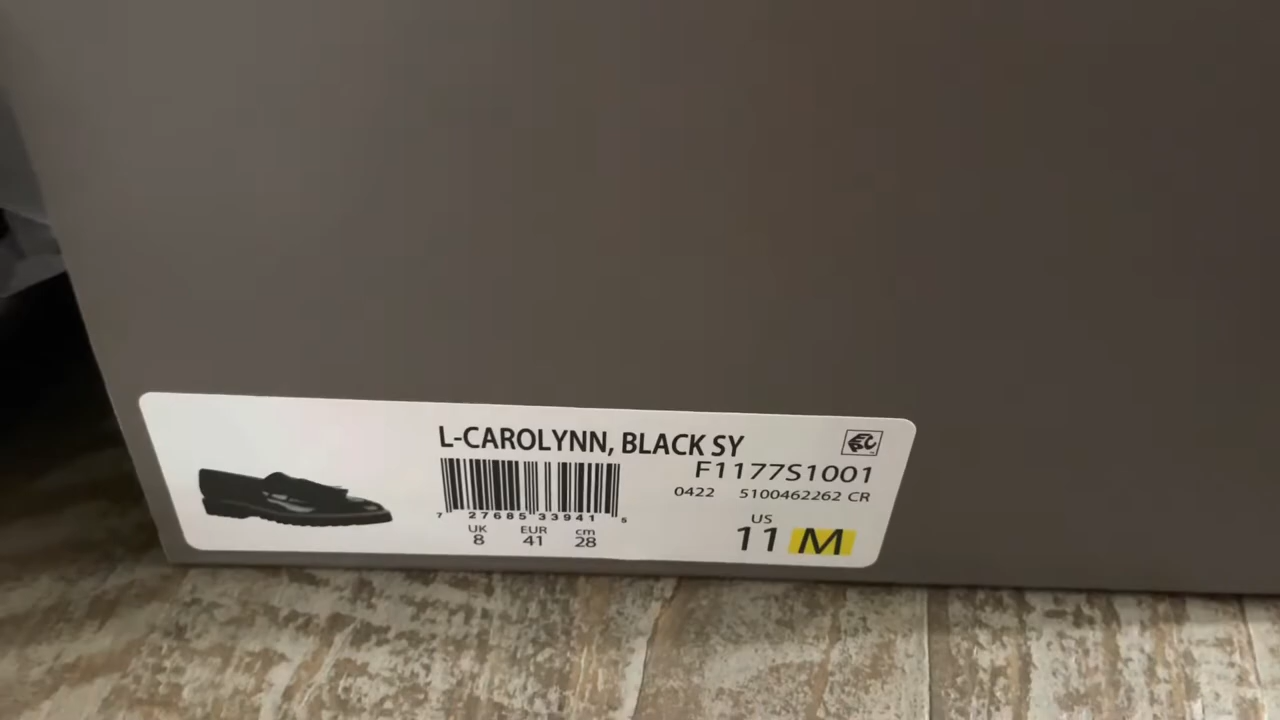 L-CAROLYNN, BLACK SY
F1177S1001
0422 5100462262 CR
7 27685 33941 5
UK EUR cm
8 41 28
US
11 M